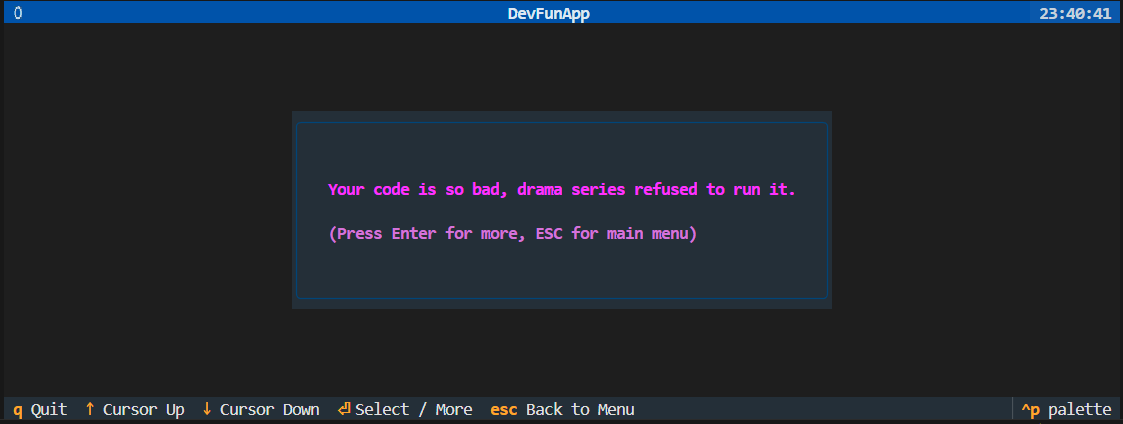 DevFunApp 23:40:41
Your code is so bad, drama series refused to run it.
(Press Enter for more, ESC for main menu)
q Quit ↑ Cursor Up ↓ Cursor Down ⏎ Select / More esc Back to Menu ^p palette